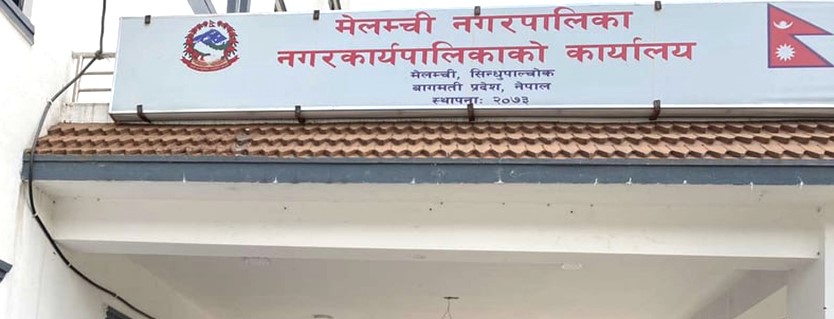 मेलम्ची नगरपालिका
नगरकार्यपालिकाको कार्यालय
मेलम्ची, सिन्धुपाल्चोक
बागमती प्रदेश, नेपाल
स्थापनाः २०७३